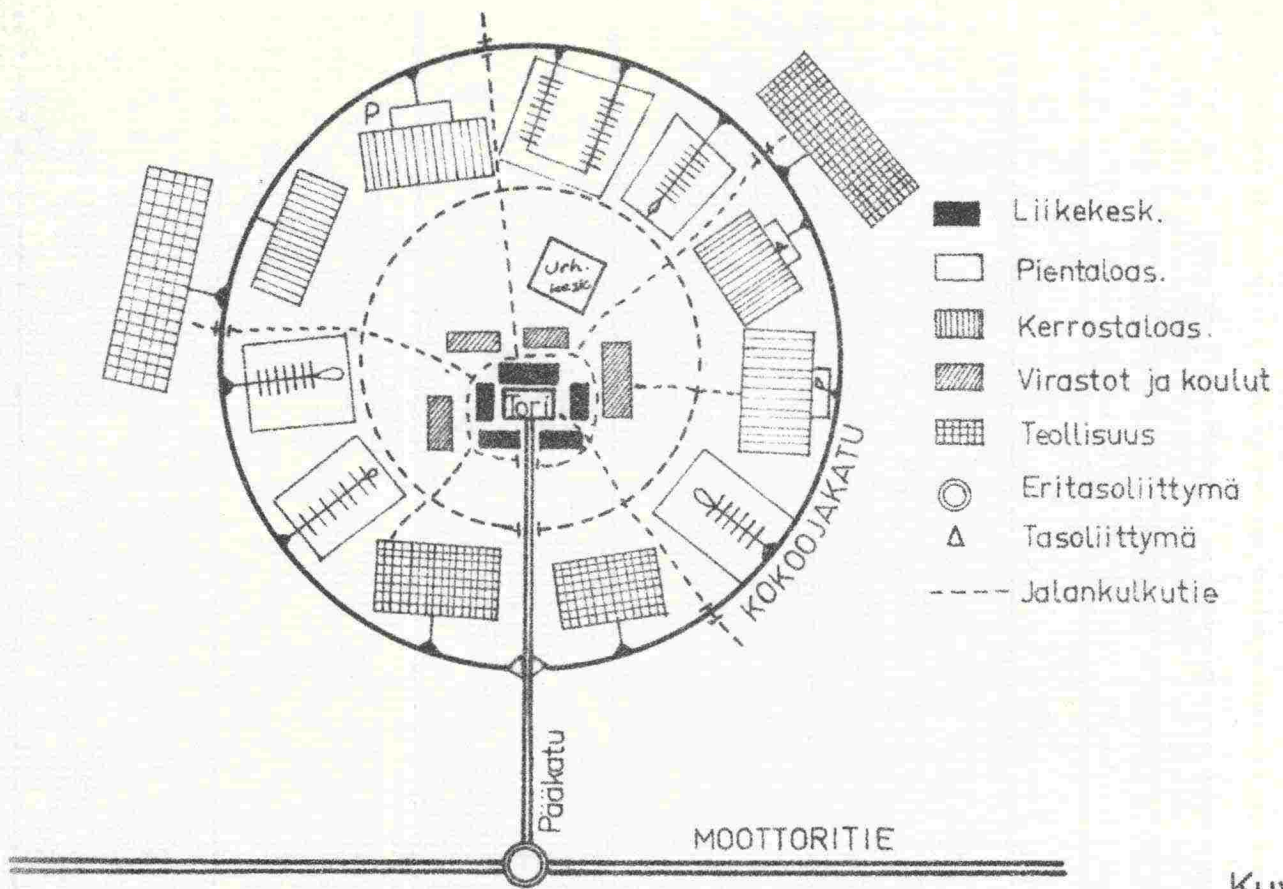 P
Urh.
kesk.
Tori
P
P
KOKOOJAKATU
Pääkatu
MOOTTORITIE
Liikekesk.
Pientaloas.
Kerrostaloas.
Virastot ja koulut
Teollisuus
Eritasoliittymä
Tasoliittymä
Jalankulkutie